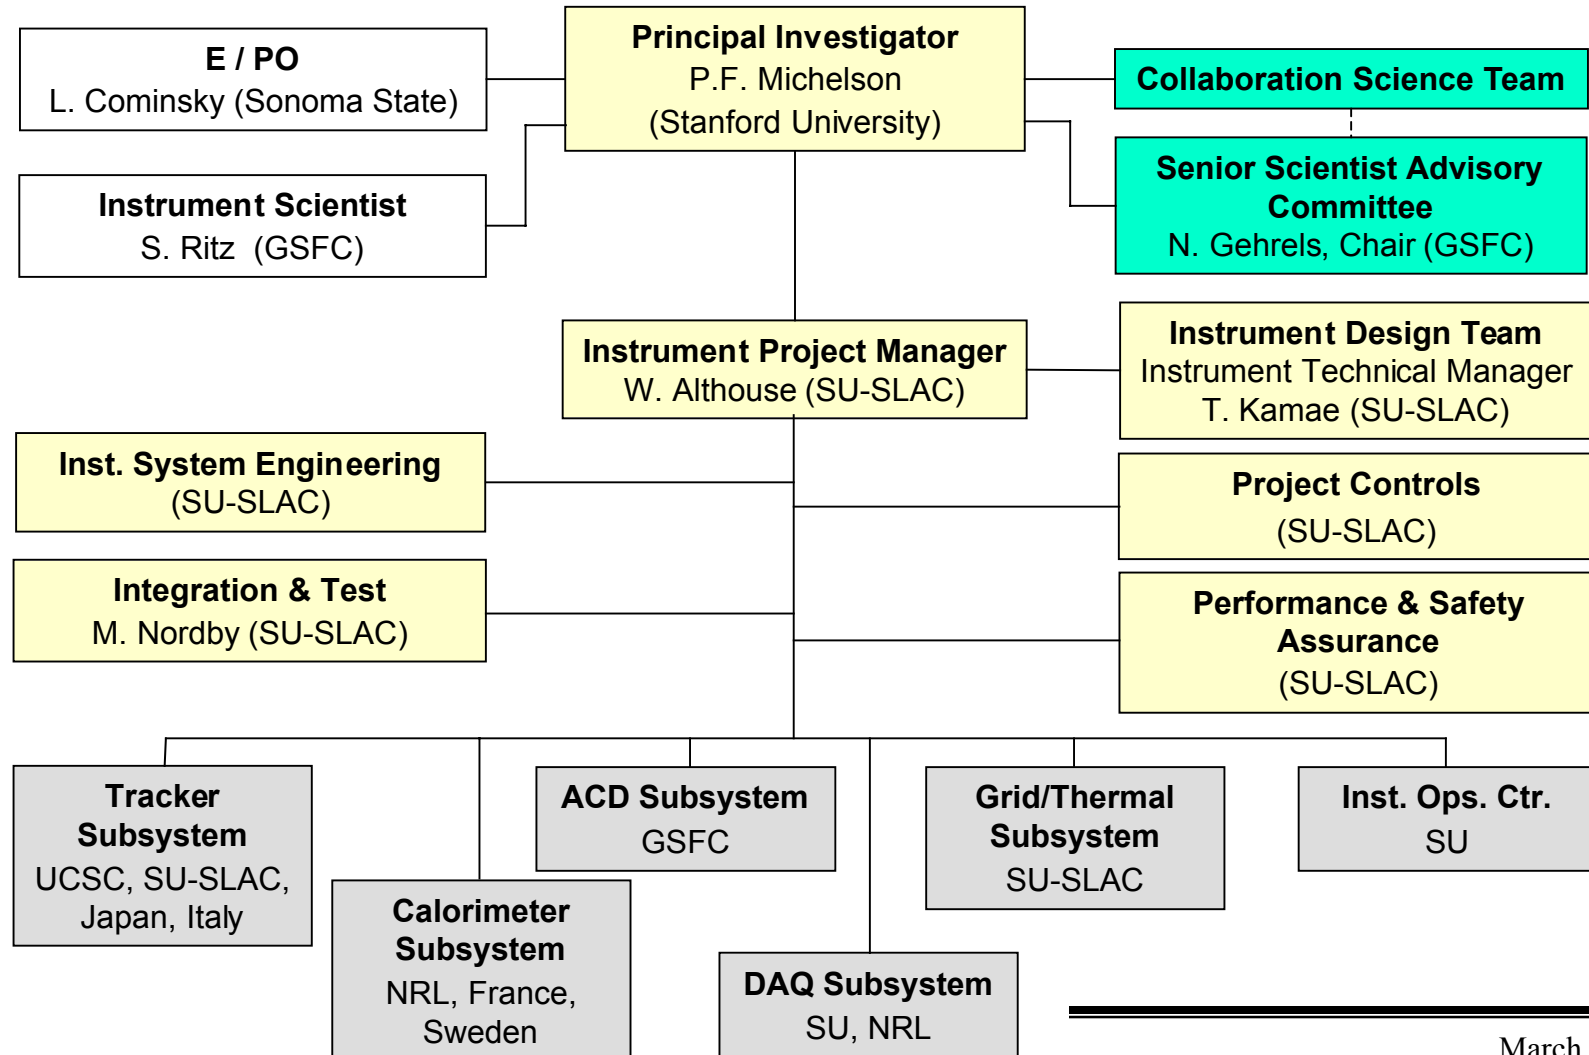 E / PO
L. Cominsky (Sonoma State)
Principal Investigator
P.F. Michelson
(Stanford University)
Collaboration Science Team
Instrument Scientist
S. Ritz (GSFC)
Senior Scientist Advisory
Committee
N. Gehrels, Chair (GSFC)
Instrument Project Manager
W. Althouse (SU-SLAC)
Instrument Design Team
Instrument Technical Manager
T. Kamae (SU-SLAC)
Inst. System Engineering
(SU-SLAC)
Project Controls
(SU-SLAC)
Integration & Test
M. Nordby (SU-SLAC)
Performance & Safety
Assurance
(SU-SLAC)
Tracker
Subsystem
UCSC, SU-SLAC,
Japan, Italy
Calorimeter
Subsystem
NRL, France,
Sweden
ACD Subsystem
GSFC
DAQ Subsystem
SU, NRL
Grid/Thermal
Subsystem
SU-SLAC
Inst. Ops. Ctr.
SU
March